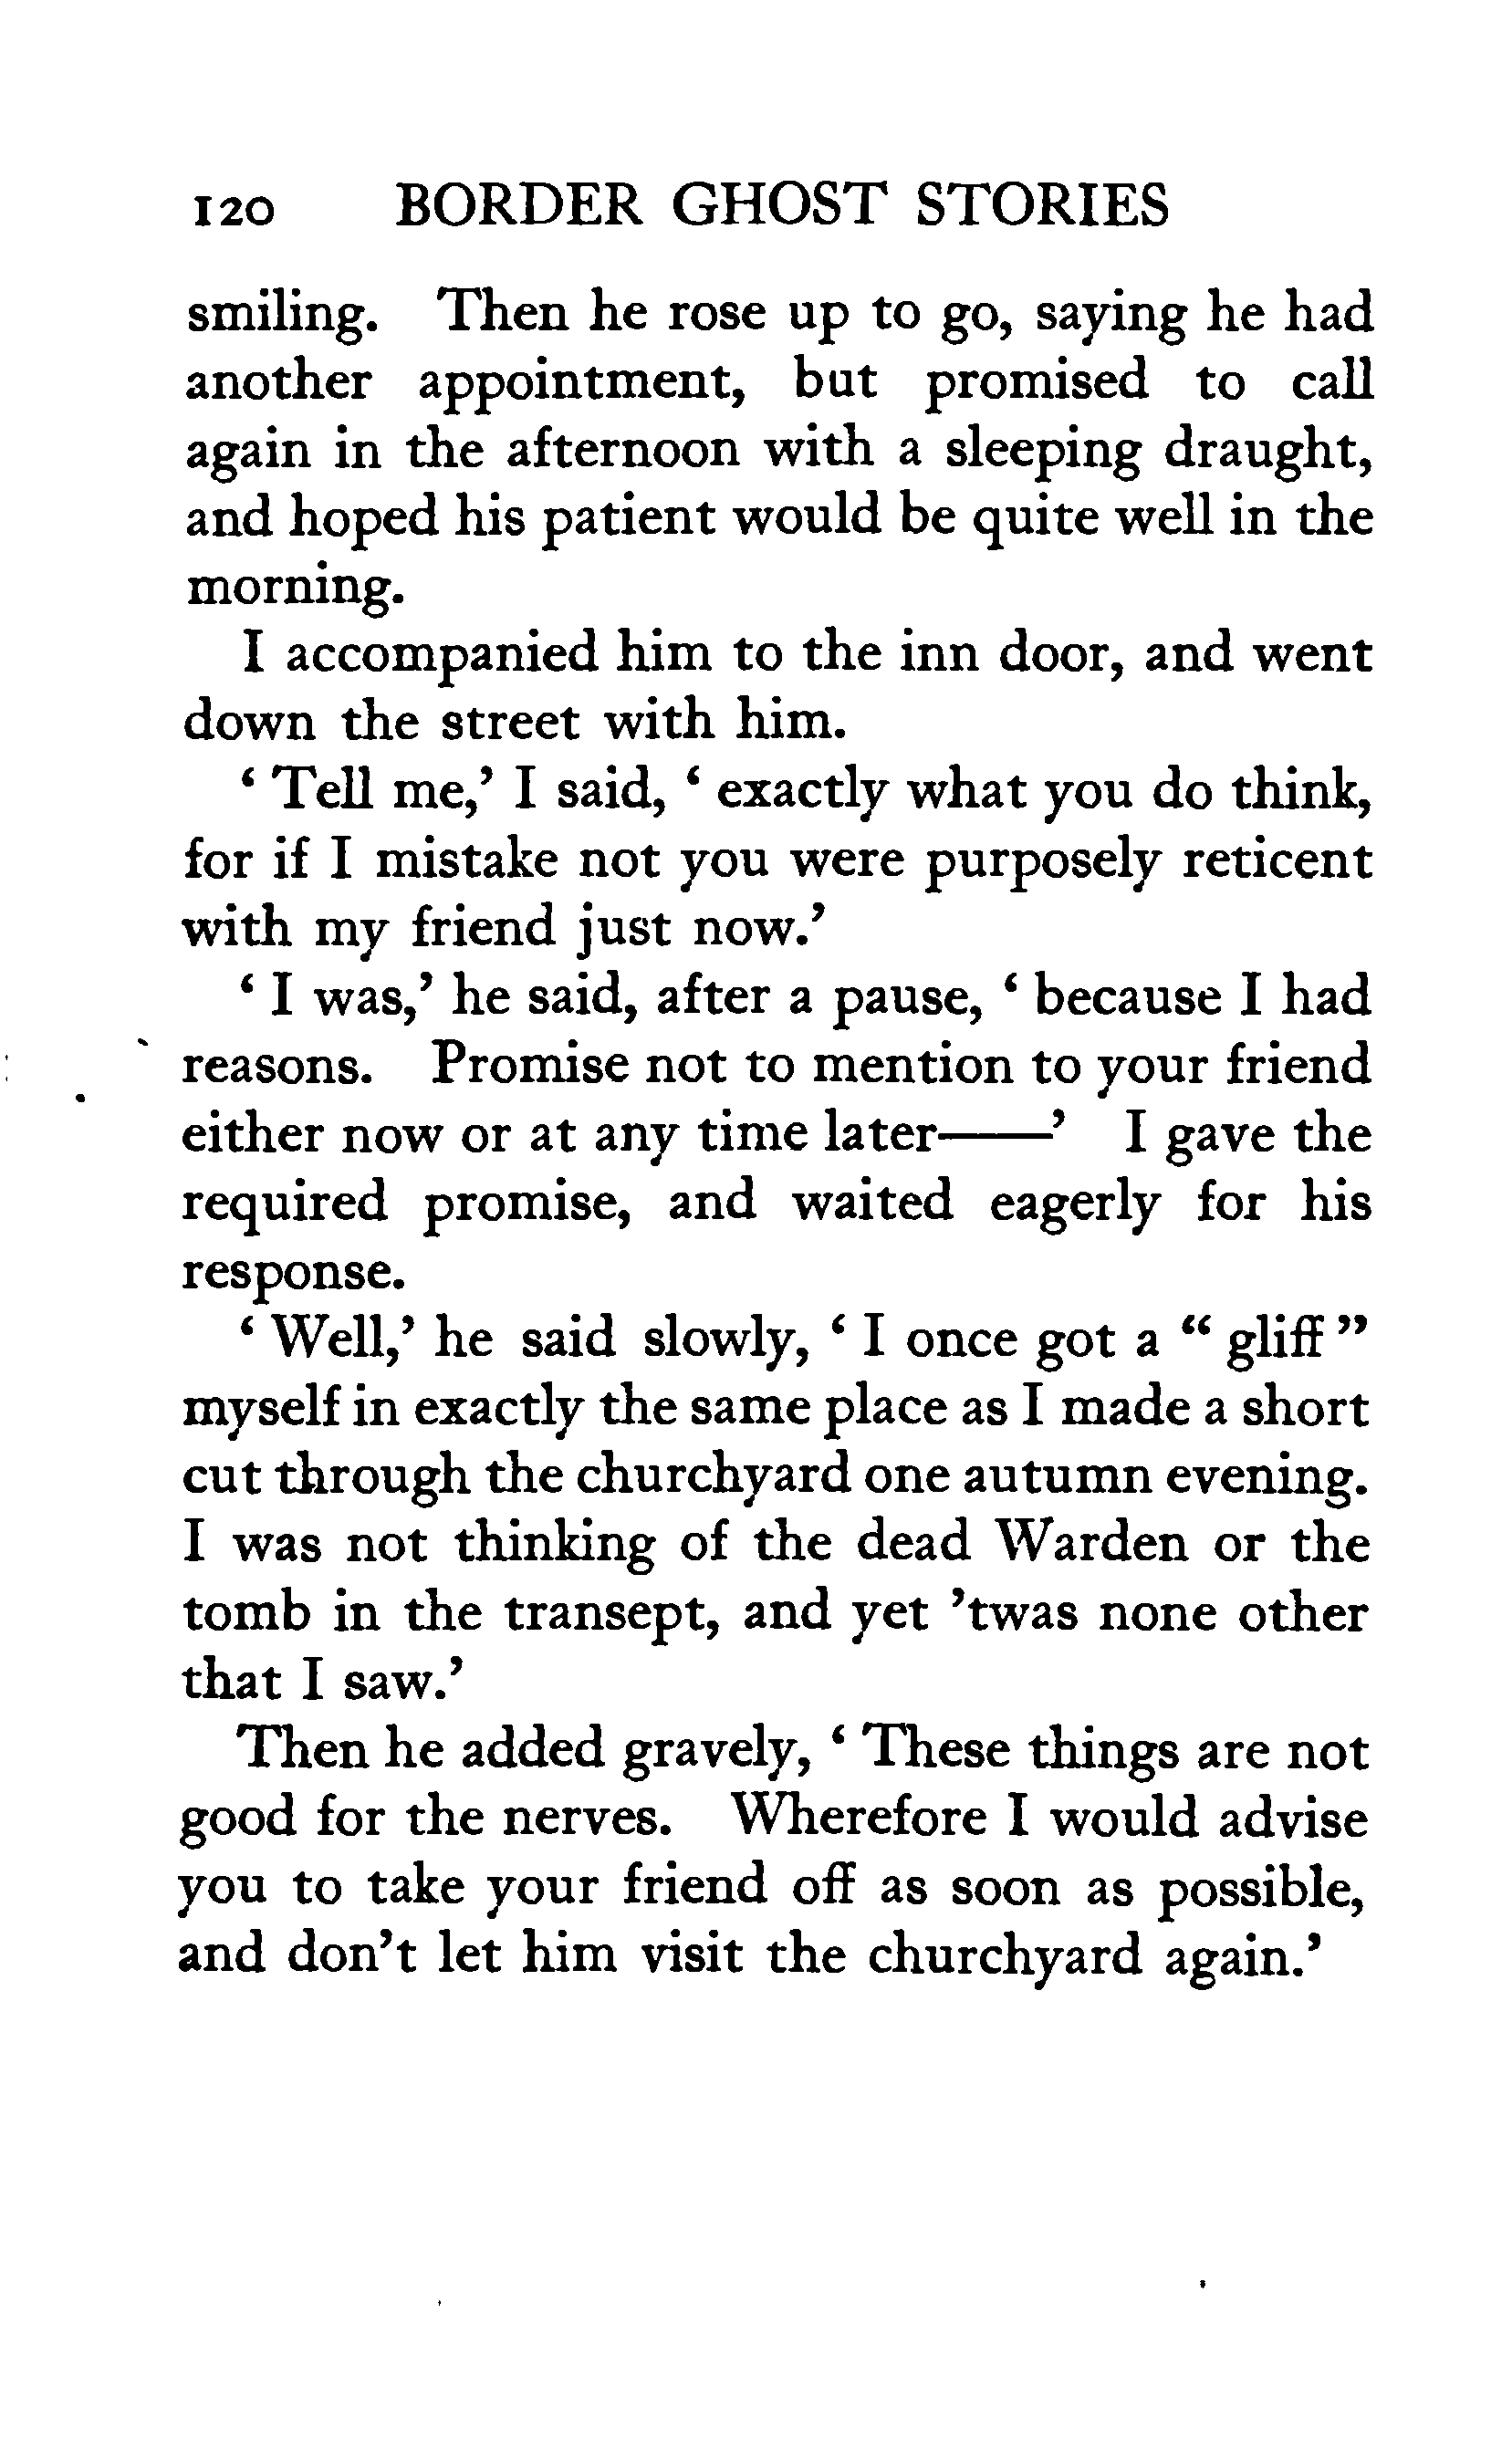 120 BORDER GHOST STORIES
smiling. Then he rose up to go, saying he had
another appointment, but promised to call
again in the afternoon with a sleeping draught,
and hoped his patient would be quite well in the
morning.
I accompanied him to the inn door, and went
down the street with him.
‘ Tell me,’ I said, ‘ exactly what you do think,
for if I mistake not you were purposely reticent
with my friend just now.’
‘ I was,’ he said, after a pause, ‘ because I had
reasons. Promise not to mention to your friend
either now or at any time later——’ I gave the
required promise, and waited eagerly for his
response.
‘ Well,’ he said slowly, ‘ I once got a “ gliff ”
myself in exactly the same place as I made a short
cut through the churchyard one autumn evening.
I was not thinking of the dead Warden or the
tomb in the transept, and yet ’twas none other
that I saw.’
Then he added gravely, ‘ These things are not
good for the nerves. Wherefore I would advise
you to take your friend off as soon as possible,
and don’t let him visit the churchyard again.’